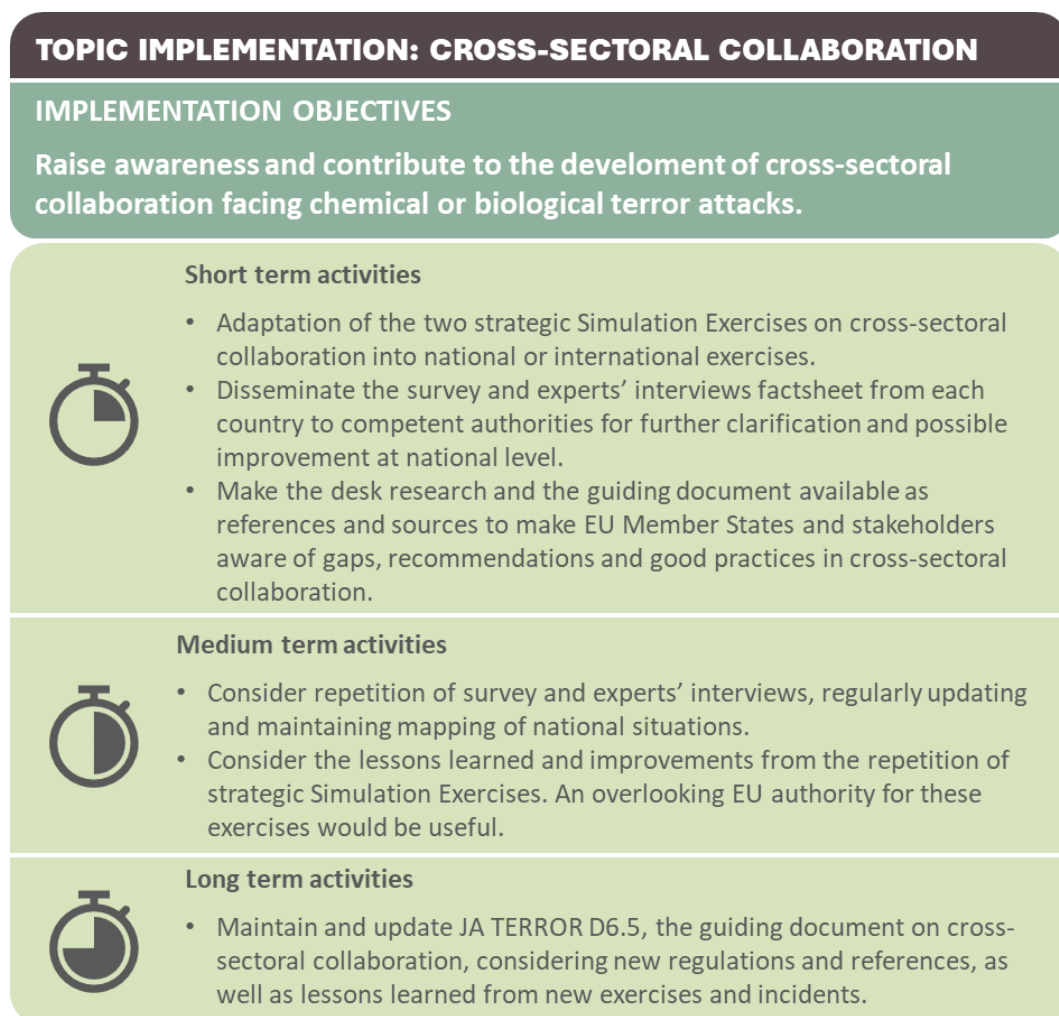 TOPIC IMPLEMENTATION: CROSS-SECTORAL COLLABORATION
IMPLEMENTATION OBJECTIVES
Raise awareness and contribute to the develoment of cross-sectoral
collaboration facing chemical or biological terror attacks.
Short term activities
• Adaptation of the two strategic Simulation Exercises on cross-sectoral
collaboration into national or international exercises.
• Disseminate the survey and experts' interviews factsheet from each
country to competent authorities for further clarification and possible
improvement at national level.
• Make the desk research and the guiding document available as
references and sources to make EU Member States and stakeholders
aware of gaps, recommendations and good practices in cross-sectoral
collaboration.
Medium term activities
• Consider repetition of survey and experts' interviews, regularly updating
and maintaining mapping of national situations.
• Consider the lessons learned and improvements from the repetition of
strategic Simulation Exercises. An overlooking EU authority for these
exercises would be useful.
Long term activities
• Maintain and update JA TERROR D6.5, the guiding document on cross-
sectoral collaboration, considering new regulations and references, as
well as lessons learned from new exercises and incidents.